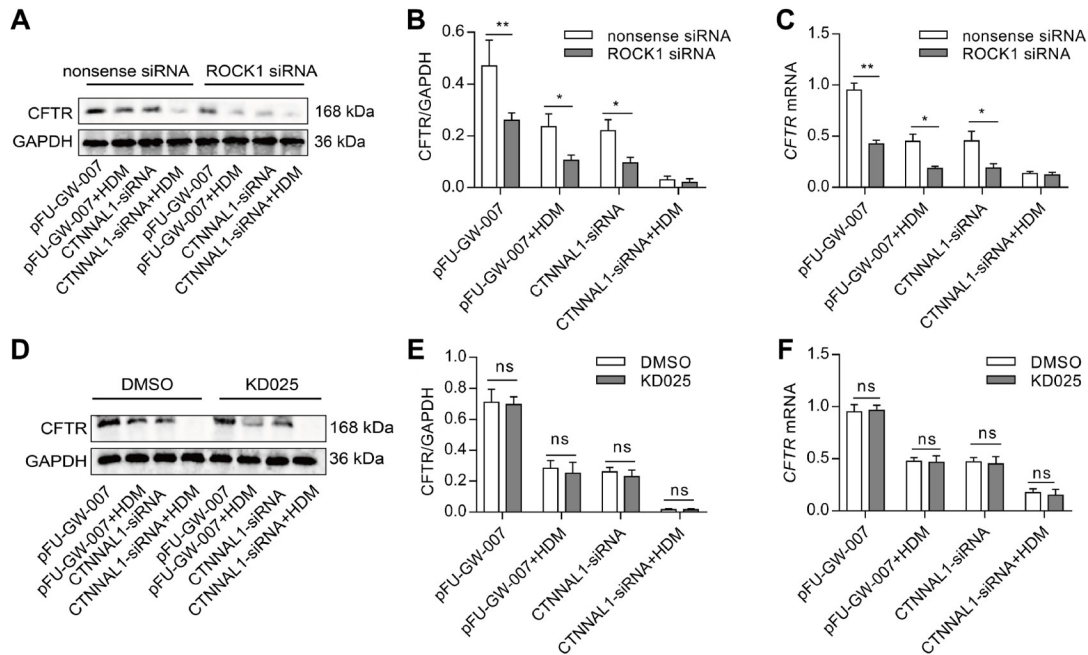 A
nonsense siRNA
ROCK1 siRNA
CFTR
168 kDa
GAPDH
36 kDa
pFU-GW-007
pFU-GW-007+HDM
CTNNAL1-siRNA
CTNNAL1-siRNA+HDM
pFU-GW-007
pFU-GW-007+HDM
CTNNAL1-siRNA
CTNNAL1-siRNA+HDM
B
nonsense siRNA
ROCK1 siRNA
CFTR/GAPDH
0.6
0.4
0.2
0.0
**
*
*
pFU-GW-007
pFU-GW-007+HDM
CTNNAL1-siRNA
CTNNAL1-siRNA+HDM
C
nonsense siRNA
ROCK1 siRNA
CFTR mRNA
1.5
1.0
0.5
0.0
**
*
*
pFU-GW-007
pFU-GW-007+HDM
CTNNAL1-siRNA
CTNNAL1-siRNA+HDM
D
DMSO
KD025
CFTR
168 kDa
GAPDH
36 kDa
pFU-GW-007
pFU-GW-007+HDM
CTNNAL1-siRNA
CTNNAL1-siRNA+HDM
pFU-GW-007
pFU-GW-007+HDM
CTNNAL1-siRNA
CTNNAL1-siRNA+HDM
E
DMSO
KD025
CFTR/GAPDH
1.0
0.8
0.6
0.4
0.2
0.0
ns
ns
ns
ns
pFU-GW-007
pFU-GW-007+HDM
CTNNAL1-siRNA
CTNNAL1-siRNA+HDM
F
DMSO
KD025
CFTR mRNA
1.5
1.0
0.5
0.0
ns
ns
ns
ns
pFU-GW-007
pFU-GW-007+HDM
CTNNAL1-siRNA
CTNNAL1-siRNA+HDM